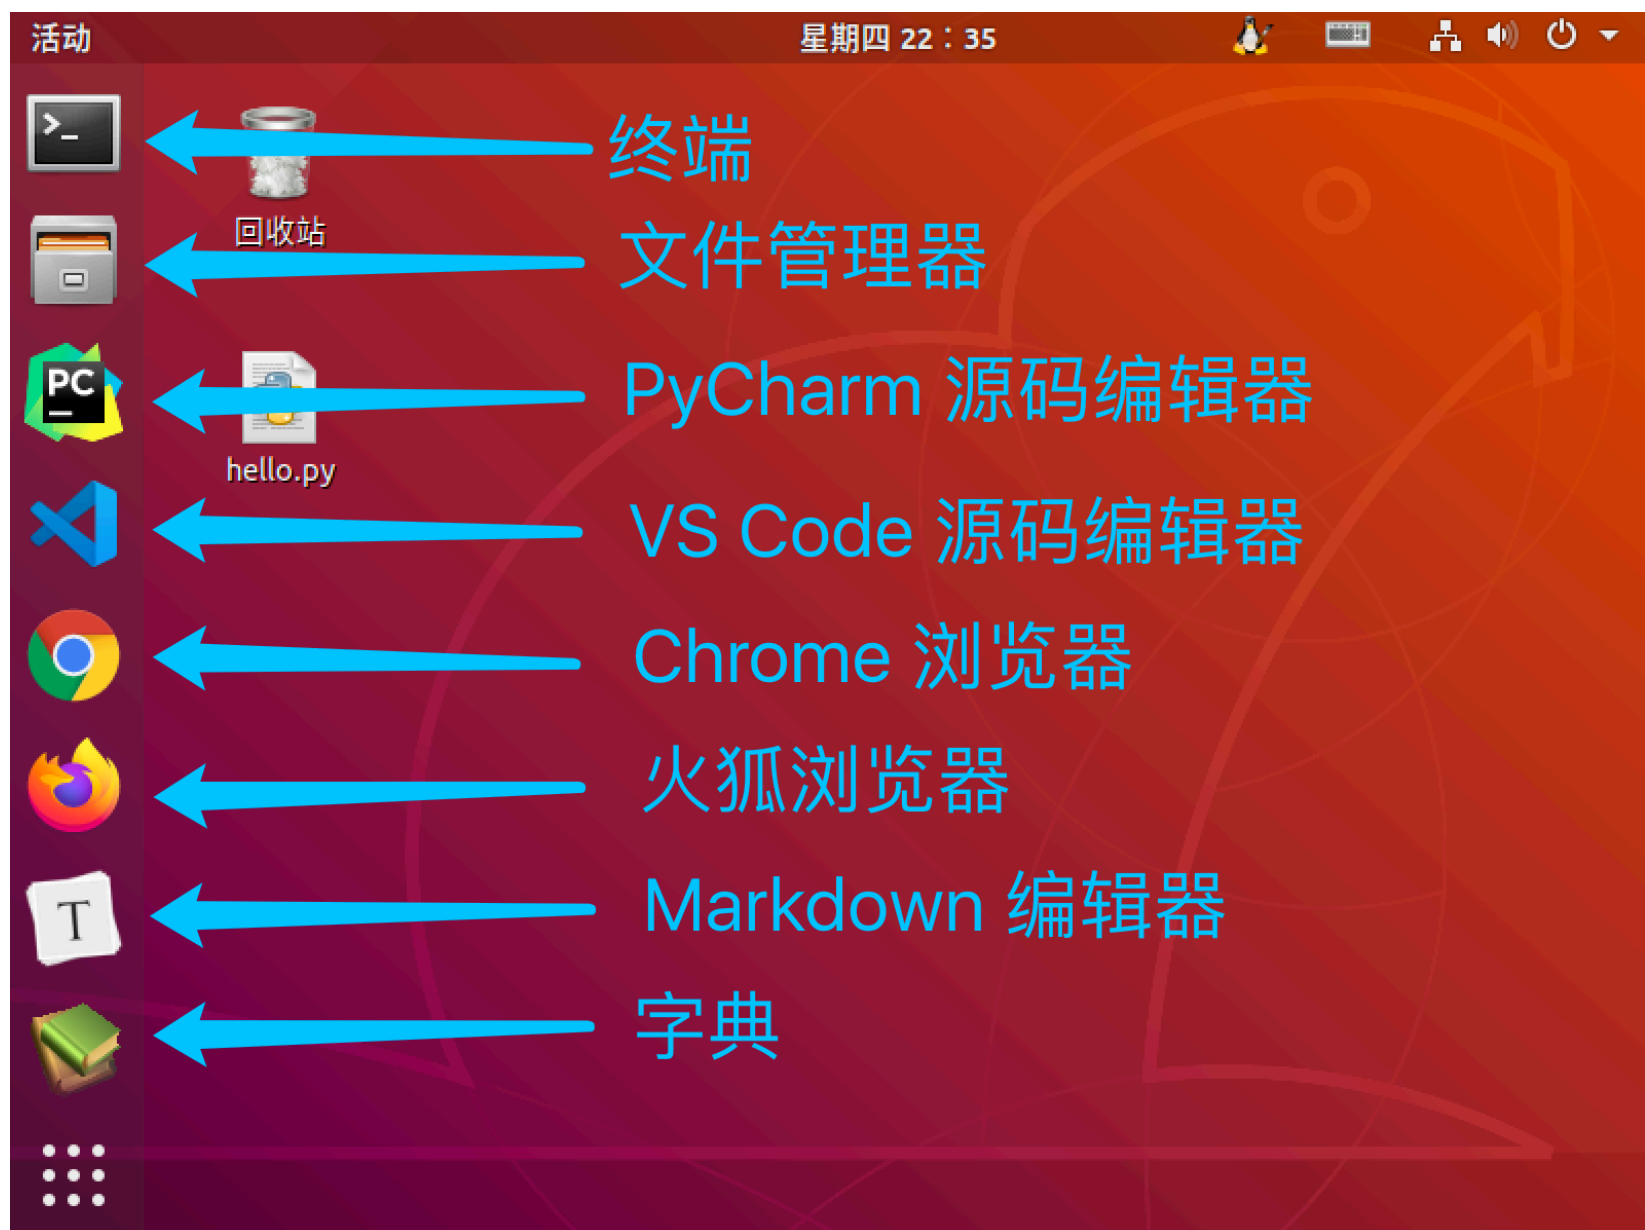 活动
星期四 22：35
>_
终端
回收站
文件管理器
PC
PyCharm 源码编辑器
hello.py
VS Code 源码编辑器
Chrome 浏览器
火狐浏览器
T
Markdown 编辑器
字典